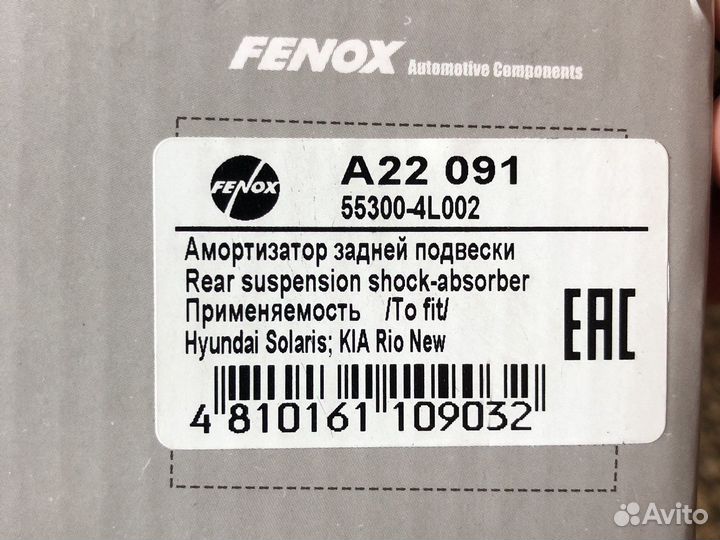 FENOX Automotive Components
FENOX
A22 091
55300-4L002
Амортизатор задней подвески
Rear suspension shock-absorber
Применяемость /To fit/
Hyundai Solaris; KIA Rio New
EAC
4 810161 109032
Avito